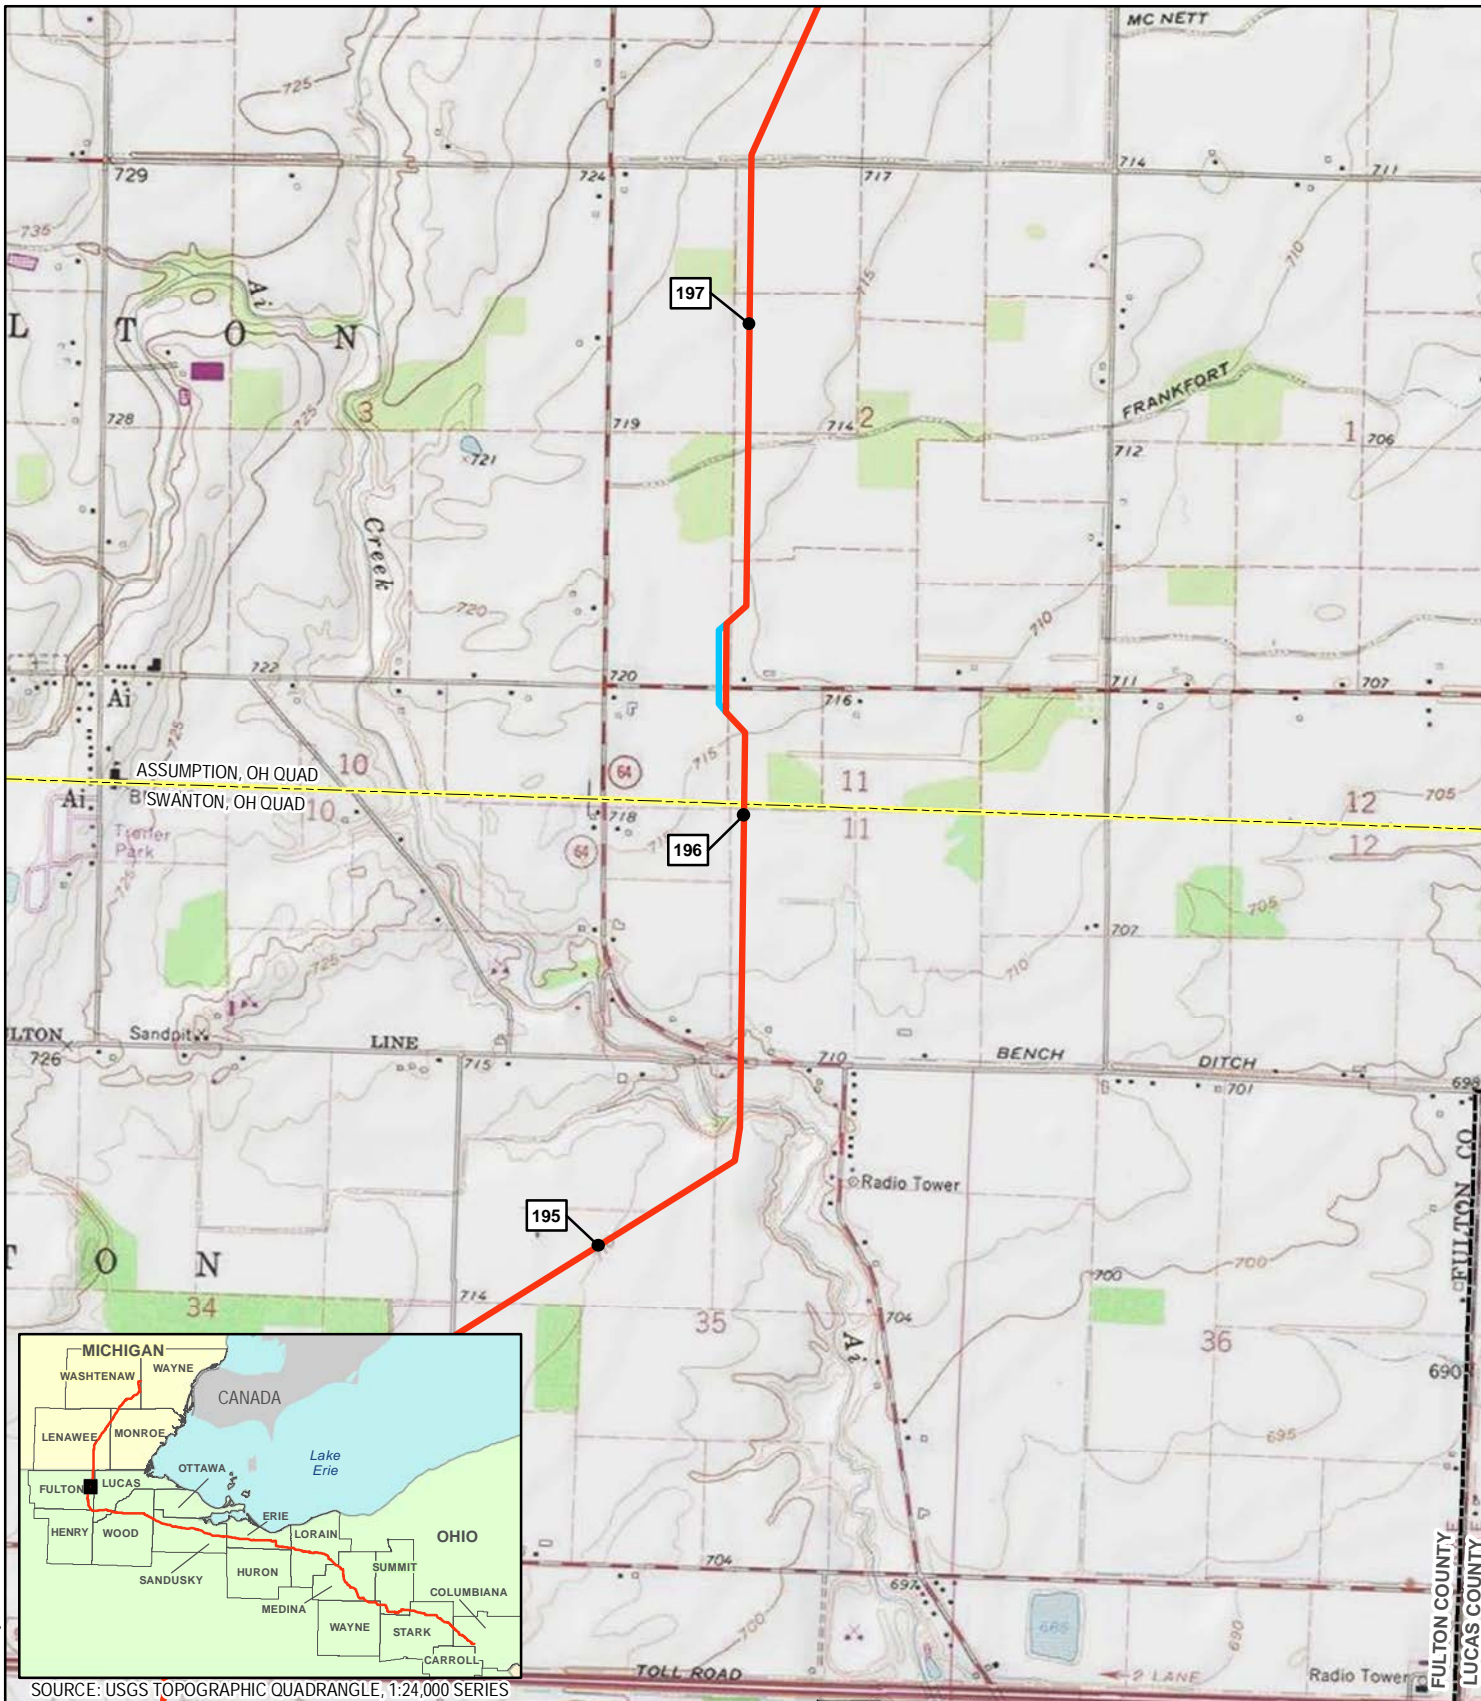 MC NETT
725
729
724
717
714
711
735
Ai
710
715
197
L T O N
FRANKFORT
3
725
728
719
714
2
1
706
712
721
Creek
720
710
722
720
711
707
Ai
716
725
715
64
ASSUMPTION, OH QUAD
10
11
12
705
SWANTON, OH QUAD
10
718
11
12
Ai
Trailer
Park
64
196
725
705
707
725
710
ULTON
Sandpit
LINE
726
715
710
BENCH
DITCH
698
701
Radio Tower
FULTON CO
195
T O N
700
700
34
714
35
704
36
Ai
690
695
MICHIGAN
WASHTENAW
WAYNE
CANADA
LENAWEE
MONROE
Lake
Erie
OTTAWA
FULTON
LUCAS
ERIE
HENRY
WOOD
LORAIN
OHIO
SANDUSKY
HURON
SUMMIT
MEDINA
COLUMBIANA
WAYNE
STARK
CARROLL
704
697
700
665
690
TOLL ROAD
2 LANE
Radio Tower
FULTON COUNTY
LUCAS COUNTY
SOURCE: USGS TOPOGRAPHIC QUADRANGLE, 1:24,000 SERIES